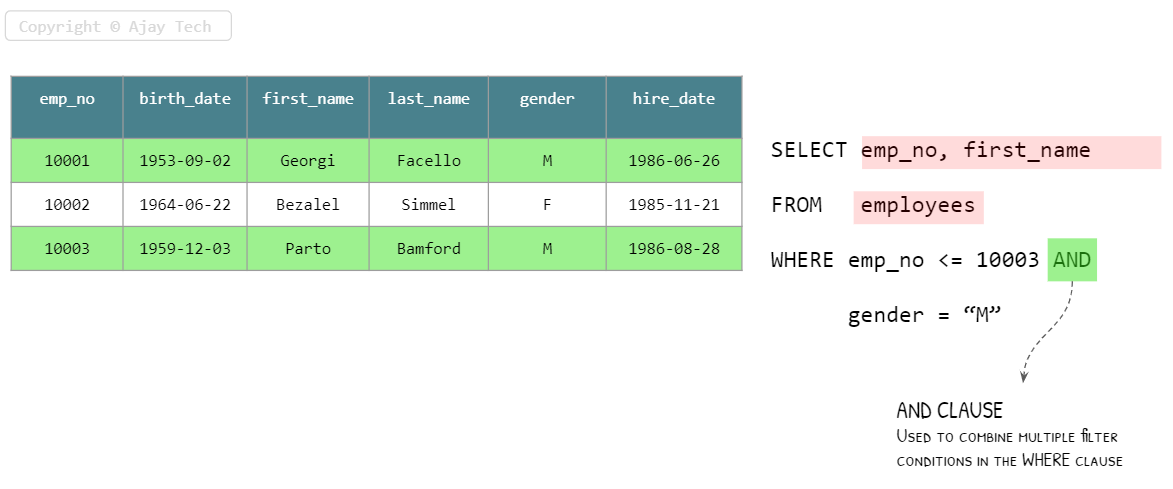 Copyright © Ajay Tech
emp_no birth_date first_name last_name gender hire_date
10001 1953-09-02 Georgi Facello M 1986-06-26
10002 1964-06-22 Bezalel Simmel F 1985-11-21
10003 1959-12-03 Parto Bamford M 1986-08-28
SELECT emp_no, first_name
FROM employees
WHERE emp_no <= 10003 AND
gender = “M”
AND CLAUSE
Used to combine multiple filter
conditions in the WHERE clause